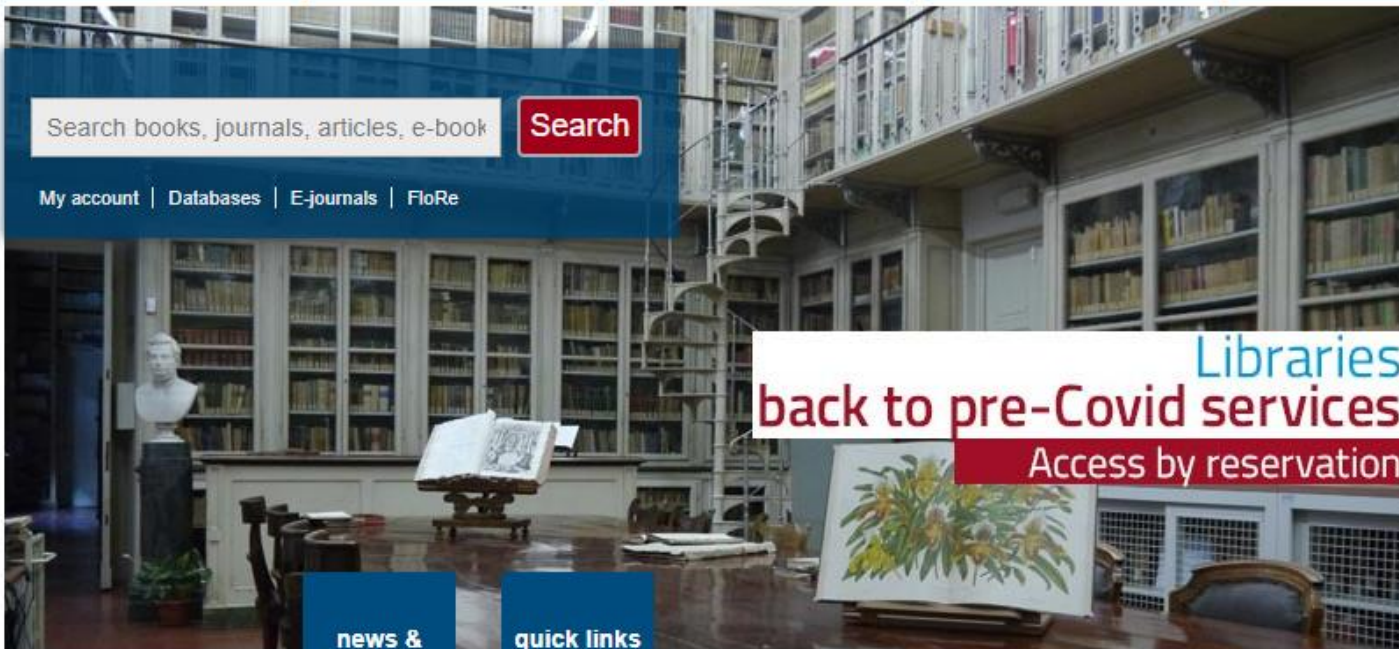 Search books, journals, articles, e-book
Search
My account | Databases | E-journals | FloRe
Libraries
back to pre-Covid services
Access by reservation
news &
quick links